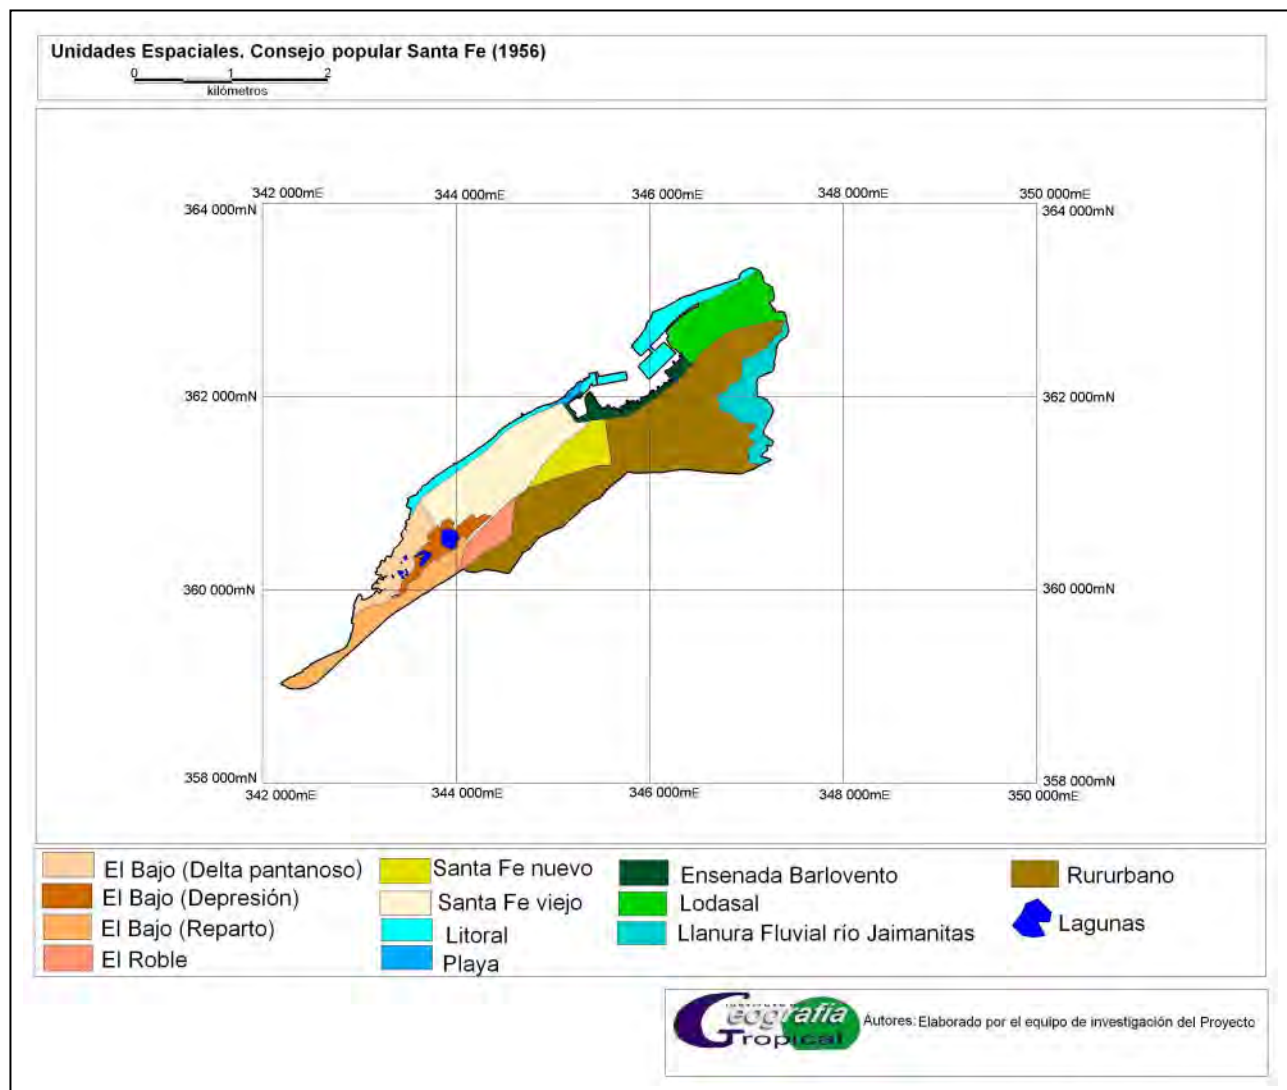 Unidades Espaciales. Consejo popular Santa Fe (1956)
0 1 2
kilómetros
342 000mE 344 000mE 346 000mE 348 000mE 350 000mE
364 000mN 364 000mN
362 000mN 362 000mN
360 000mN 360 000mN
358 000mN 358 000mN
342 000mE 344 000mE 346 000mE 348 000mE 350 000mE
El Bajo (Delta pantanoso) Santa Fe nuevo Ensenada Barlovento Rururbano
El Bajo (Depresión) Santa Fe viejo Lodasal Lagunas
El Bajo (Reparto) Litoral Llanura Fluvial río Jaimanitas
El Roble Playa
Geografia
Tropical
Autores: Elaborado por el equipo de investigación del Proyecto